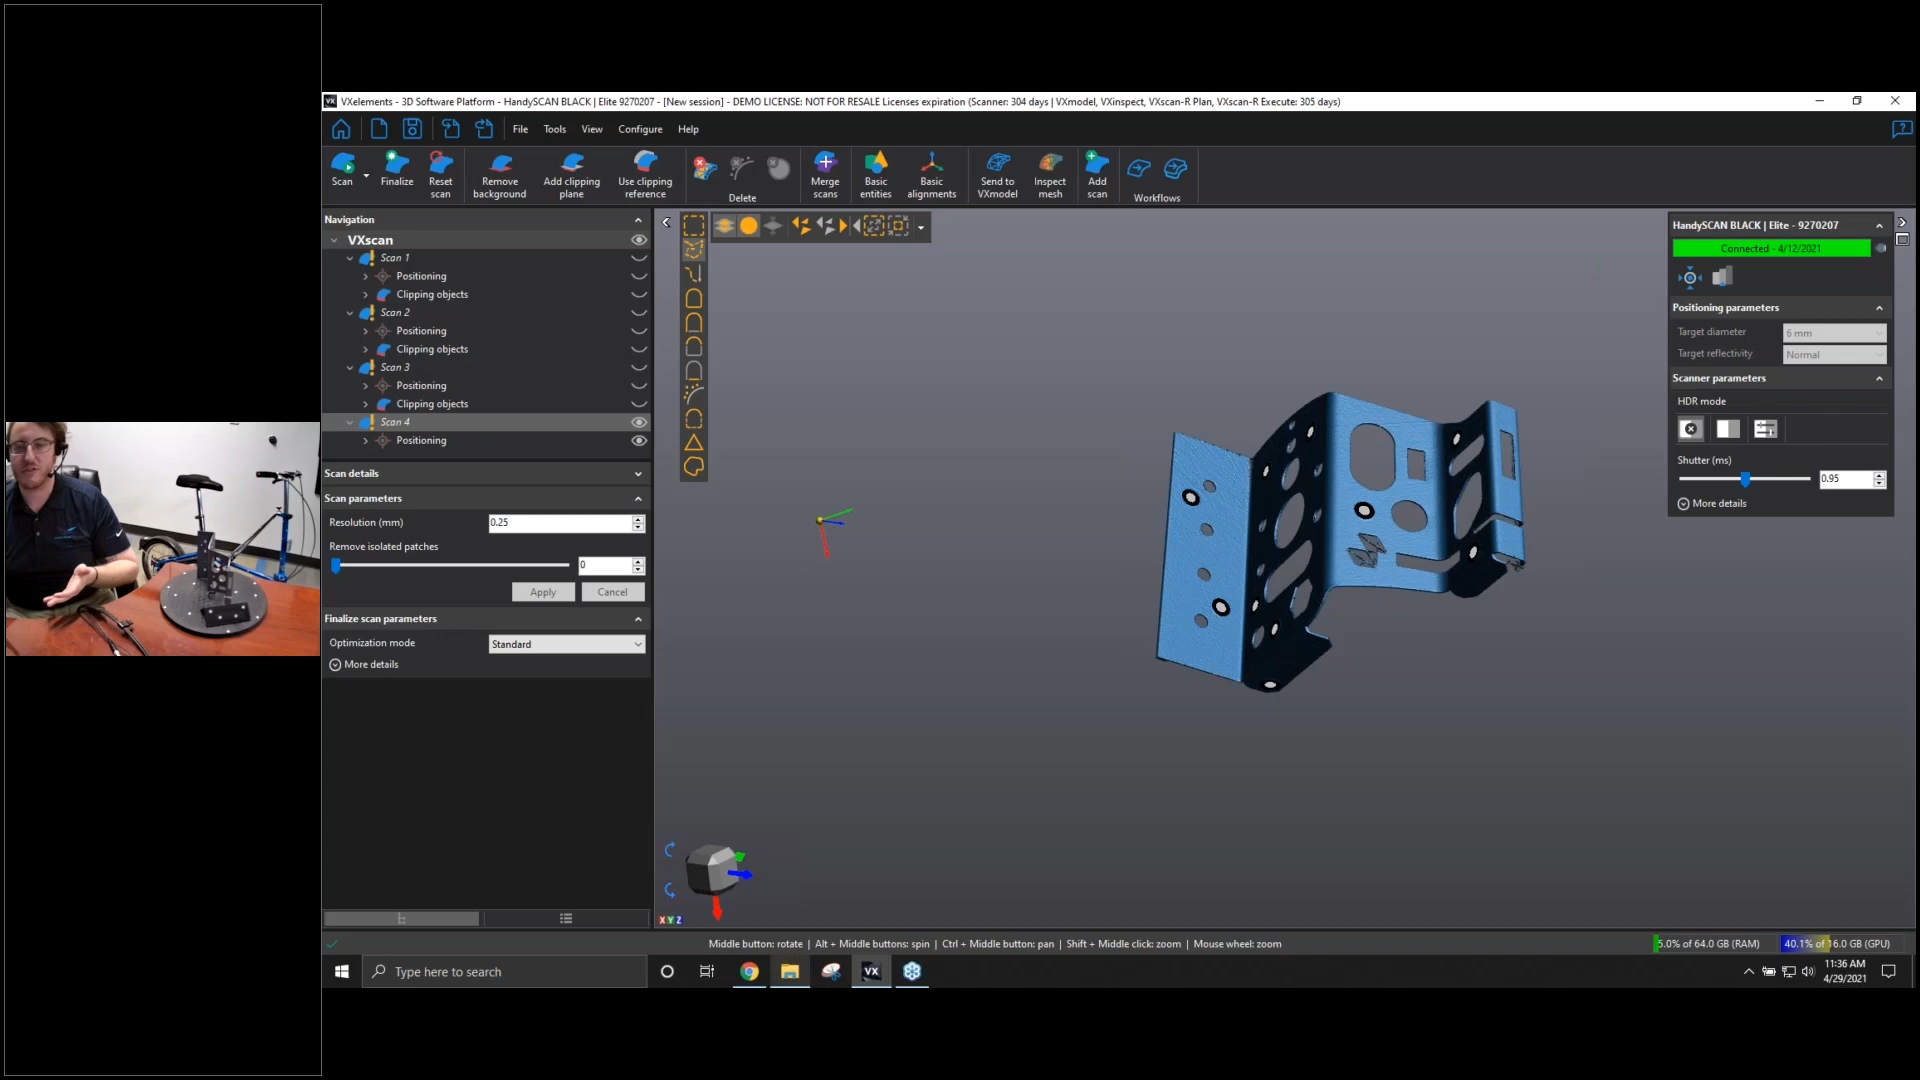 VXelements - 3D Software Platform - HandySCAN BLACK | Elite 9270207 - [New session] - DEMO LICENSE: NOT FOR RESALE Licenses expiration (Scanner: 304 days | VXmodel, VXinspect, VXscan-R Plan, VXscan-R Execute: 305 days)
File Tools View Configure Help
Scan
Finalize
Reset scan
Remove background
Add clipping plane
Use clipping reference
Delete
Merge scans
Basic entities
Basic alignments
Send to VXmodel
Inspect mesh
Add scan
Workflows
Navigation
VXscan
Scan 1
Positioning
Clipping objects
Scan 2
Positioning
Clipping objects
Scan 3
Positioning
Clipping objects
Scan 4
Positioning
Scan details
Scan parameters
Resolution (mm) 0.25
Remove isolated patches
0
Apply Cancel
Finalize scan parameters
Optimization mode Standard
More details
HandySCAN BLACK | Elite - 9270207
Connected - 4/12/2021
Positioning parameters
Target diameter 6 mm
Target reflectivity Normal
Scanner parameters
HDR mode
Shutter (ms)
0.95
More details
X Y Z
Middle button: rotate | Alt + Middle buttons: spin | Ctrl + Middle button: pan | Shift + Middle click: zoom | Mouse wheel: zoom
5.0% of 64.0 GB (RAM) 40.1% of 16.0 GB (GPU)
Type here to search
VX
11:36 AM
4/29/2021